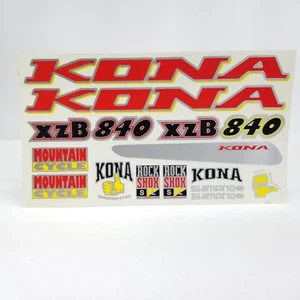 KONA
KONA
XZB 840 XZB 840
KONA
MOUNTAIN CYCLE
KONA
ROCK SHOX
ROCK SHOX
KONA
MOUNTAIN CYCLE
SHIMANO
SHIMANO